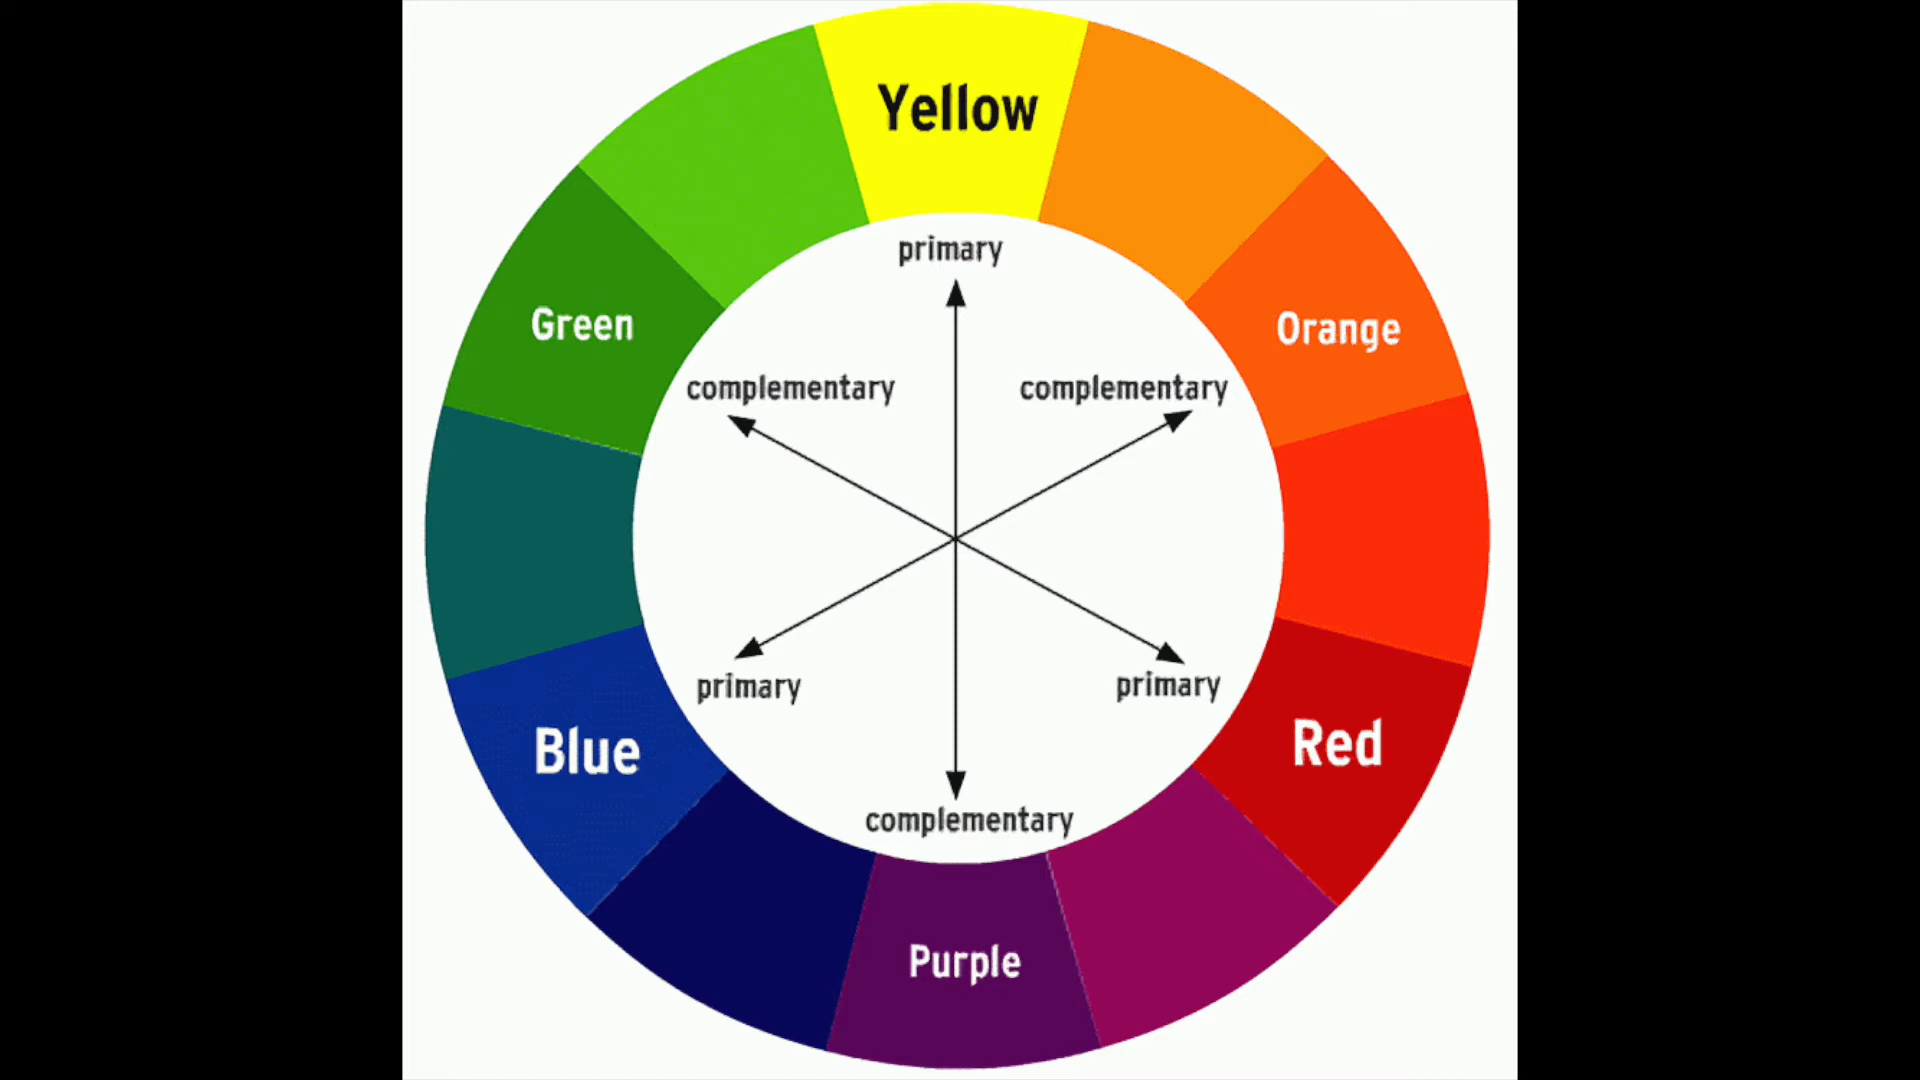 Yellow
primary
Green
Orange
complementary
complementary
primary
primary
Blue
Red
complementary
Purple